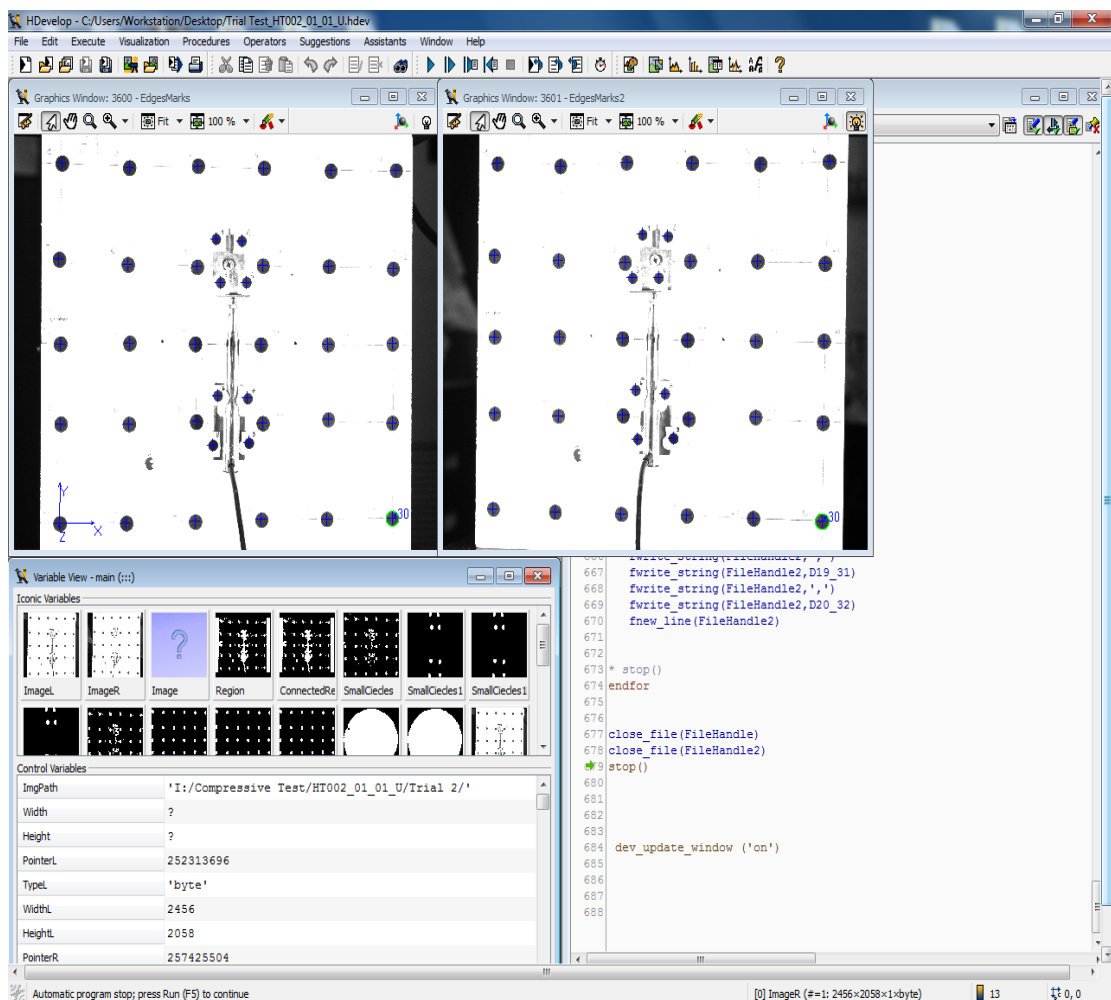 HDevelop - C:/Users/Workstation/Desktop/Trial Test_HT002_01_01_U.hdev
File Edit Execute Visualization Procedures Operators Suggestions Assistants Window Help
Graphics Window: 3600 - EdgesMarks
Graphics Window: 3601 - EdgesMarks2
Fit 100 %
Fit 100 %
Y
X
Z
30
30
Variable View - main (:::)
Iconic Variables
ImageL ImageR Image Region ConnectedRe SmallCiecles SmallCiecles1 SmallCiecles1
Control Variables
ImgPath 'I:/Compressive Test/HT002_01_01_U/Trial 2/'
Width ?
Height ?
PointerL 252313696
TypeL 'byte'
WidthL 2456
HeightL 2058
PointerR 257425504
667 fwrite_string(FileHandle2,D19_31)
668 fwrite_string(FileHandle2,',')
669 fwrite_string(FileHandle2,D20_32)
670 fnew_line(FileHandle2)
671
672
673 * stop()
674 endfor
675
676
677 close_file(FileHandle)
678 close_file(FileHandle2)
9 stop()
680
681
682
683
684 dev_update_window ('on')
685
686
687
688
Automatic program stop; press Run (F5) to continue
[0] ImageR (#=1: 2456×2058×1×byte)
13
0, 0